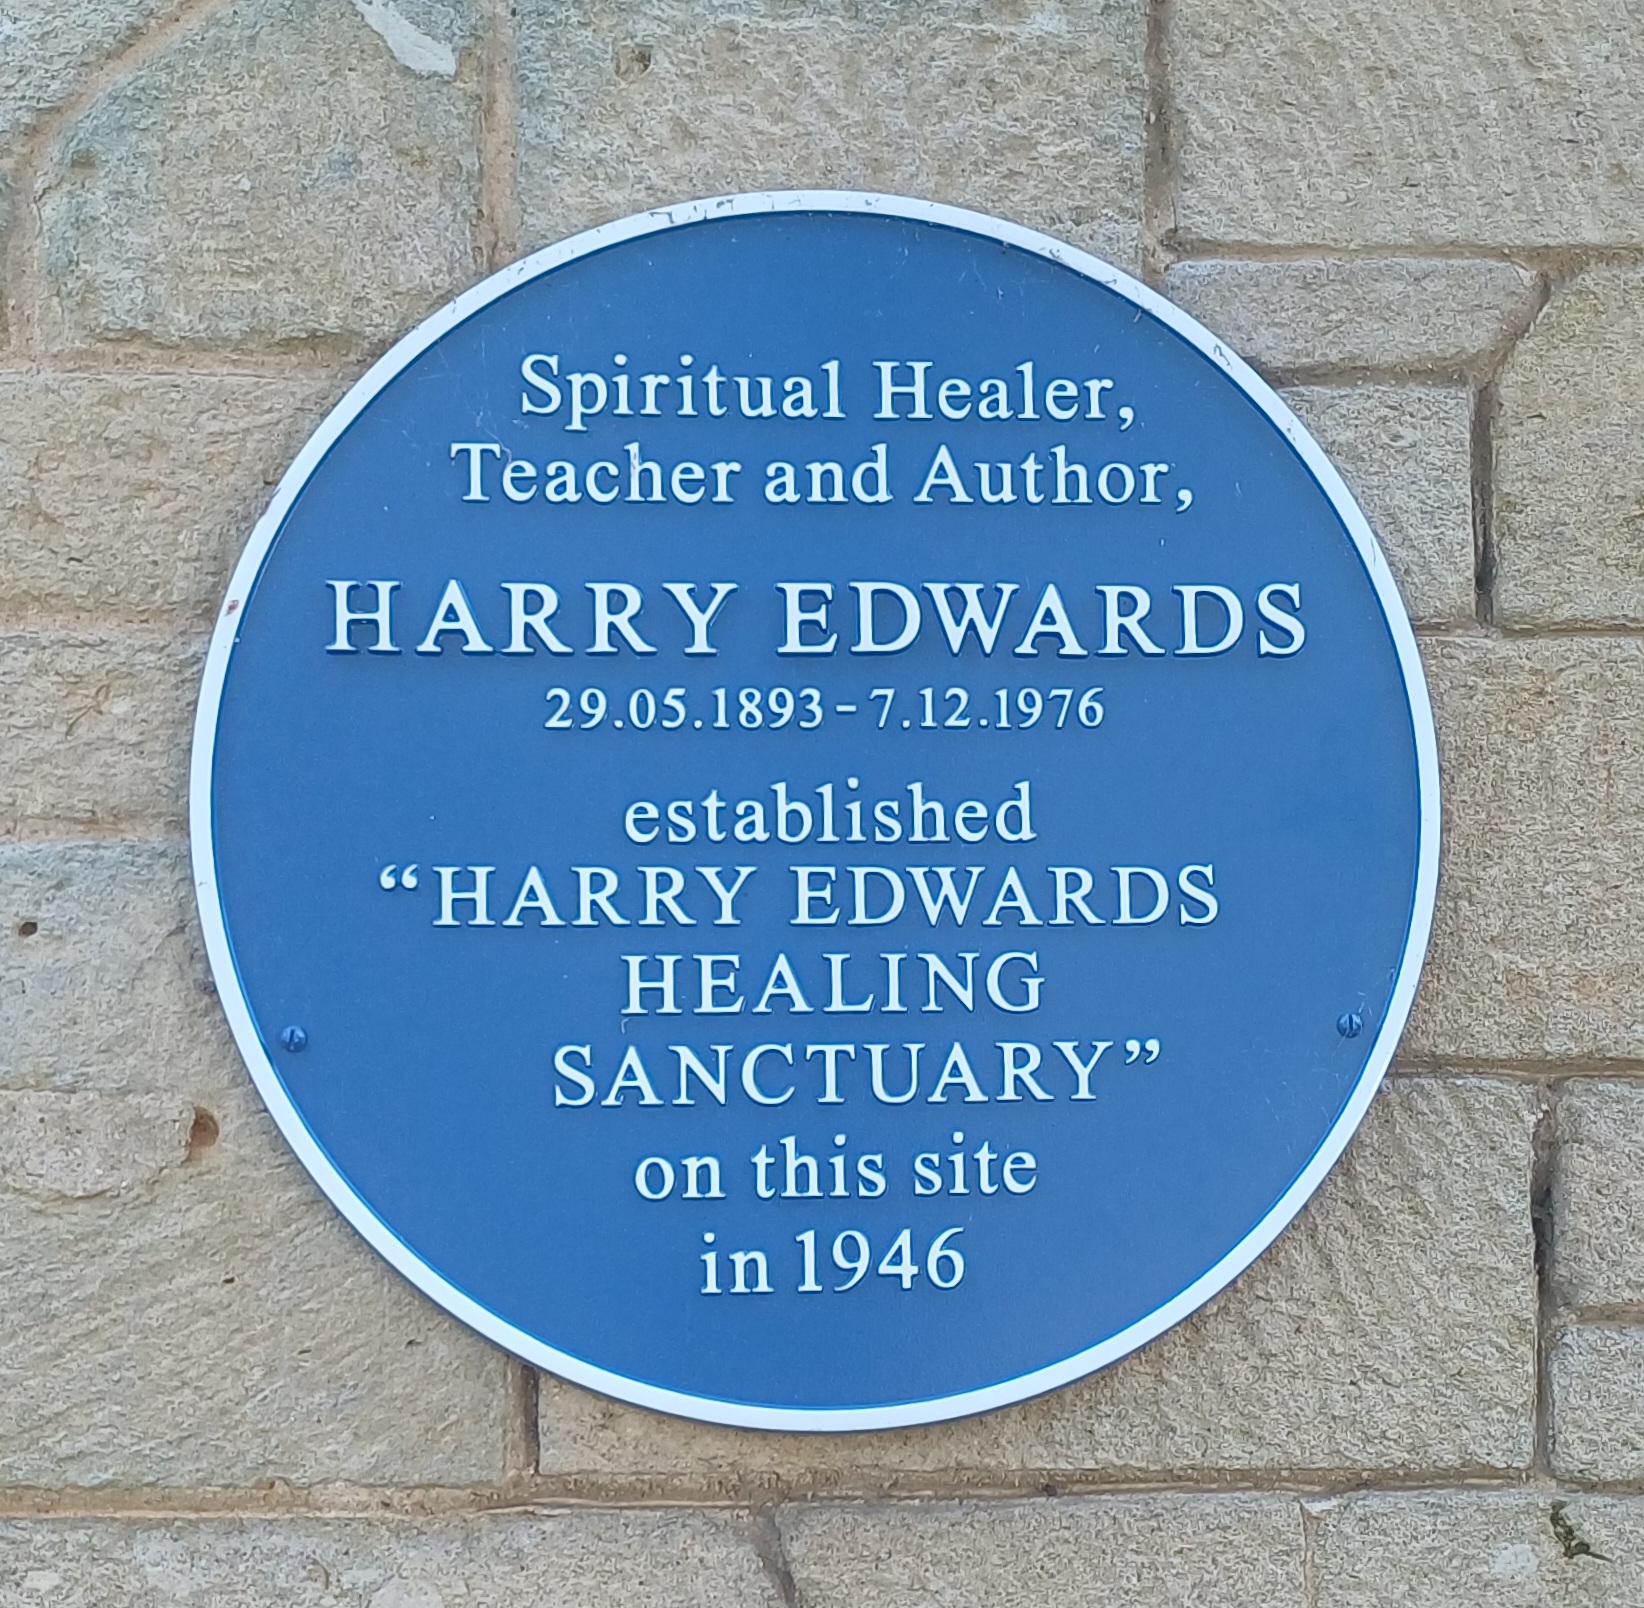 Spiritual Healer,
Teacher and Author,
HARRY EDWARDS
29.05.1893-7.12.1976
established
“HARRY EDWARDS
HEALING
SANCTUARY”
on this site
in 1946